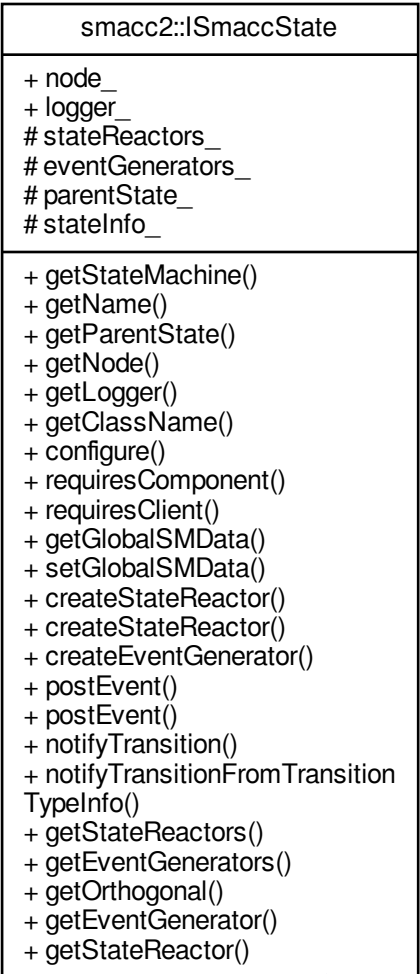 smacc2::ISmaccState
+ node_
+ logger_
# stateReactors_
# eventGenerators_
# parentState_
# stateInfo_
+ getStateMachine()
+ getName()
+ getParentState()
+ getNode()
+ getLogger()
+ getClassName()
+ configure()
+ requiresComponent()
+ requiresClient()
+ getGlobalSMData()
+ setGlobalSMData()
+ createStateReactor()
+ createStateReactor()
+ createEventGenerator()
+ postEvent()
+ postEvent()
+ notifyTransition()
+ notifyTransitionFromTransition
TypeInfo()
+ getStateReactors()
+ getEventGenerators()
+ getOrthogonal()
+ getEventGenerator()
+ getStateReactor()